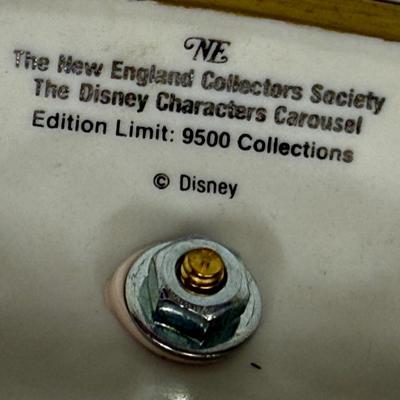 NE
The New England Collectors Society
The Disney Characters Carousel
Edition Limit: 9500 Collections
© Disney